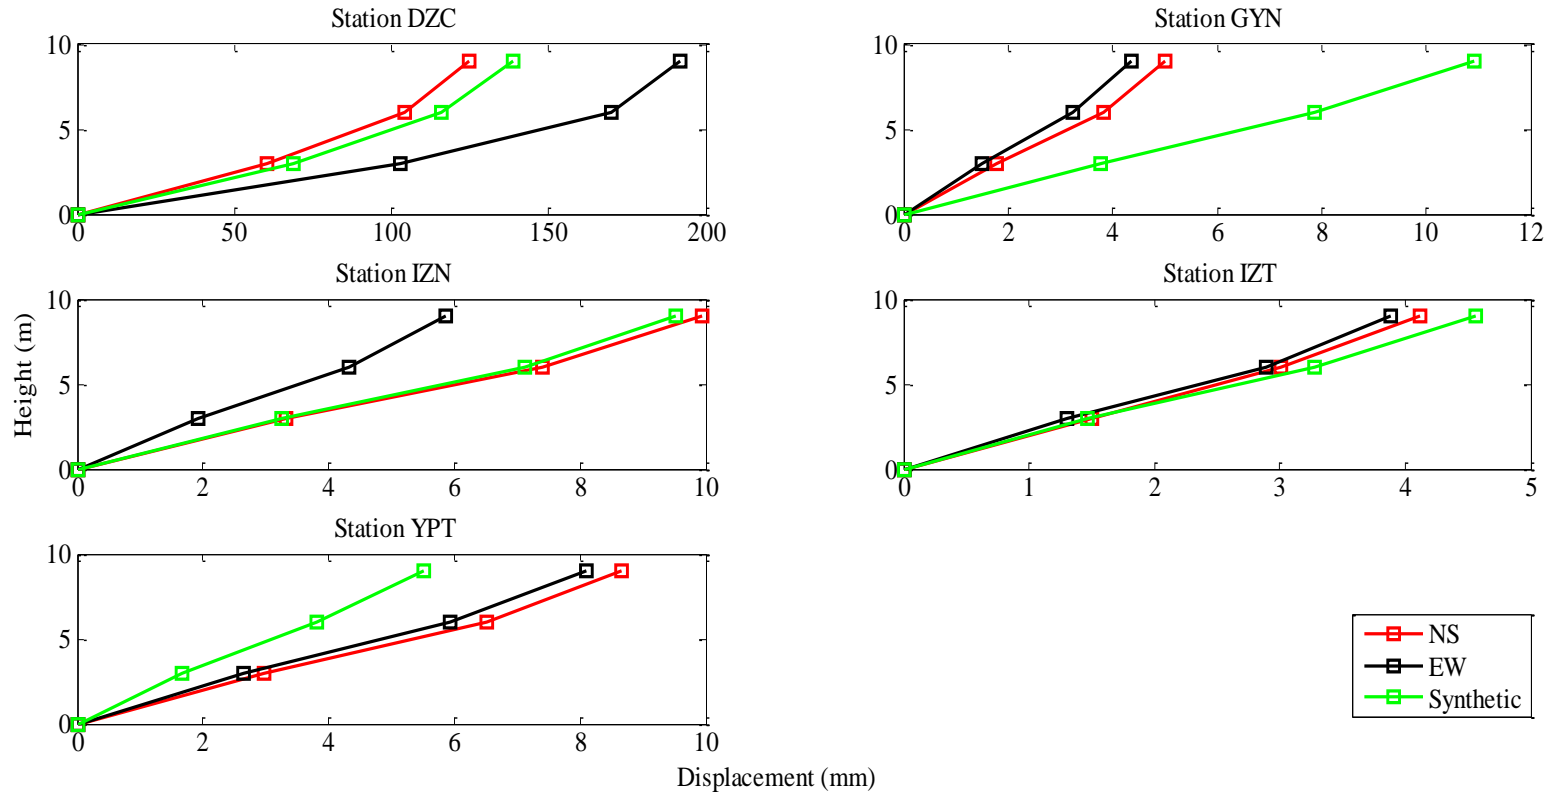 Station DZC
10
5
0
0 50 100 150 200
Station GYN
10
5
0
0 2 4 6 8 10 12
Station IZN
10
5
0
0 2 4 6 8 10
Station IZT
10
5
0
0 1 2 3 4 5
Station YPT
10
5
0
0 2 4 6 8 10
Height (m)
Displacement (mm)
NS
EW
Synthetic